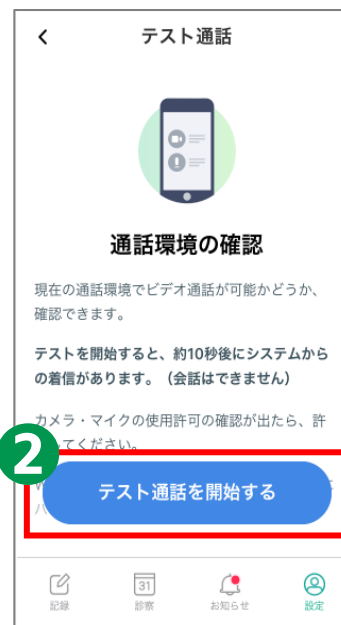 テスト通話
通話環境の確認
現在の通話環境でビデオ通話が可能かどうか、
確認できます。
テストを開始すると、約10秒後にシステムから
の着信があります。（会話はできません）
カメラ・マイクの使用許可の確認が出たら、許
してください。
2
テスト通話を開始する
31
記録
診察
お知らせ
設定